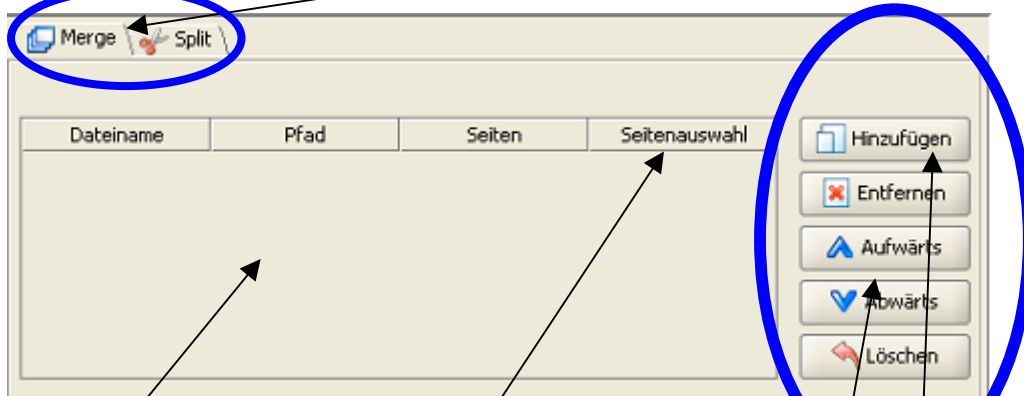 Merge Split
Dateiname Pfad Seiten Seitenauswahl
Hinzufügen
Entfernen
Aufwärts
Abwärts
Löschen